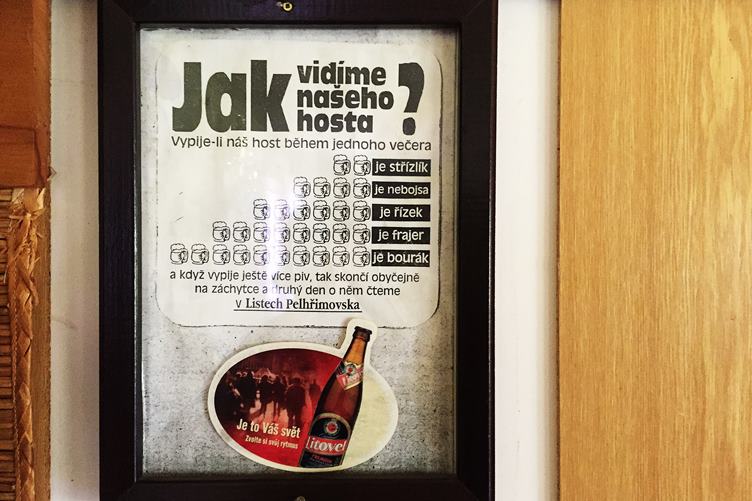 Jak vidíme našeho hosta?
Vypije-li náš host během jednoho večera
je střízlík
je nebojsa
je řízek
je frajer
je bourák
a když vypije ještě více piv, tak skončí obyčejně
na záchytce a druhý den o něm čteme
v Listech Pelhřimovska
Je to Váš svět
Zvolte si svůj rytmus
Litovel